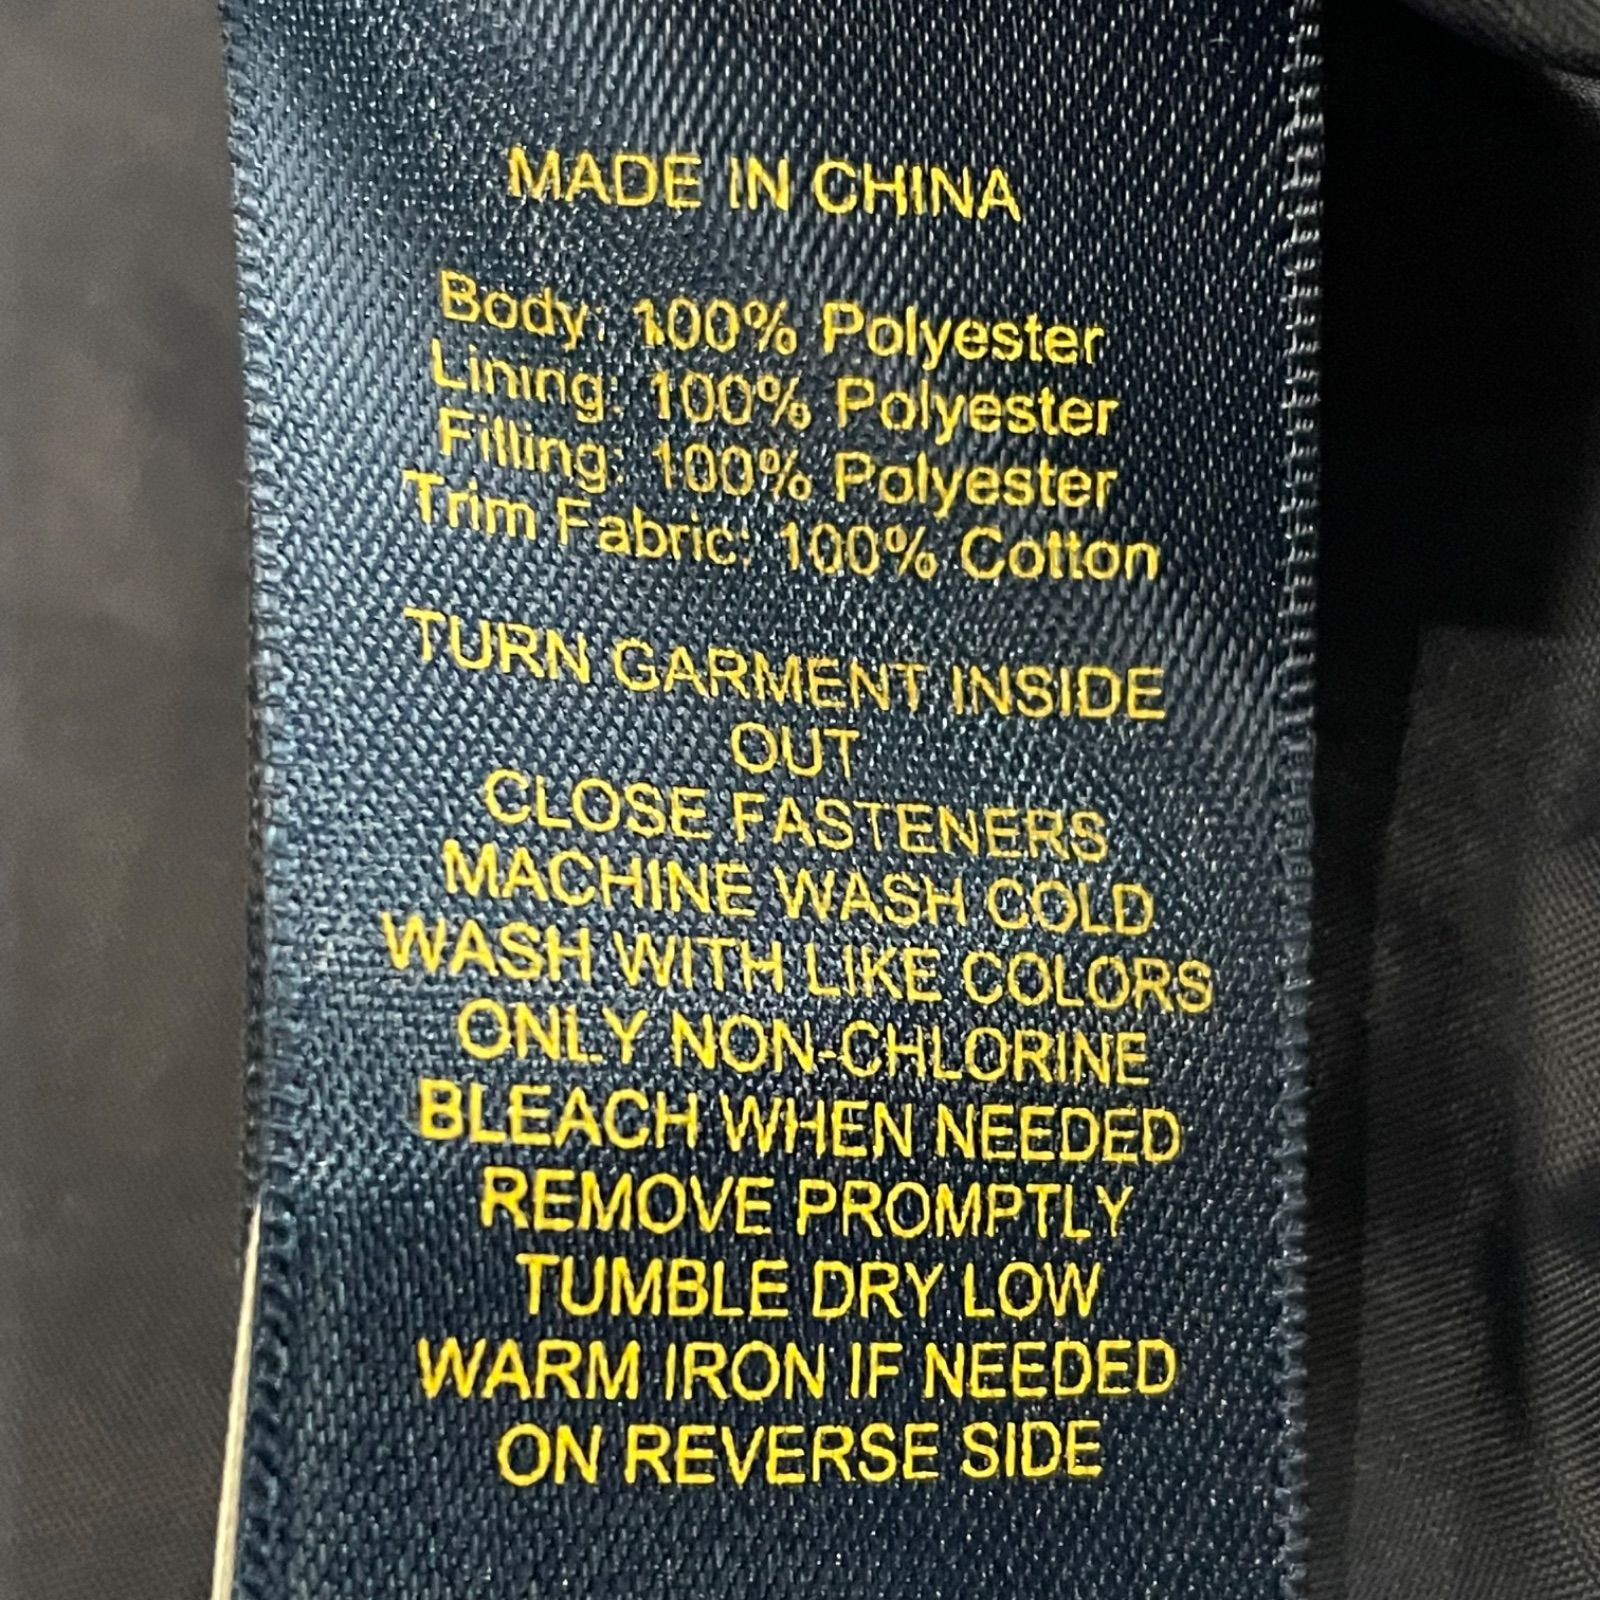 MADE IN CHINA
Body: 100% Polyester
Lining: 100% Polyester
Filling: 100% Polyester
Trim Fabric: 100% Cotton
TURN GARMENT INSIDE
OUT
CLOSE FASTENERS
MACHINE WASH COLD
WASH WITH LIKE COLORS
ONLY NON-CHLORINE
BLEACH WHEN NEEDED
REMOVE PROMPTLY
TUMBLE DRY LOW
WARM IRON IF NEEDED
ON REVERSE SIDE